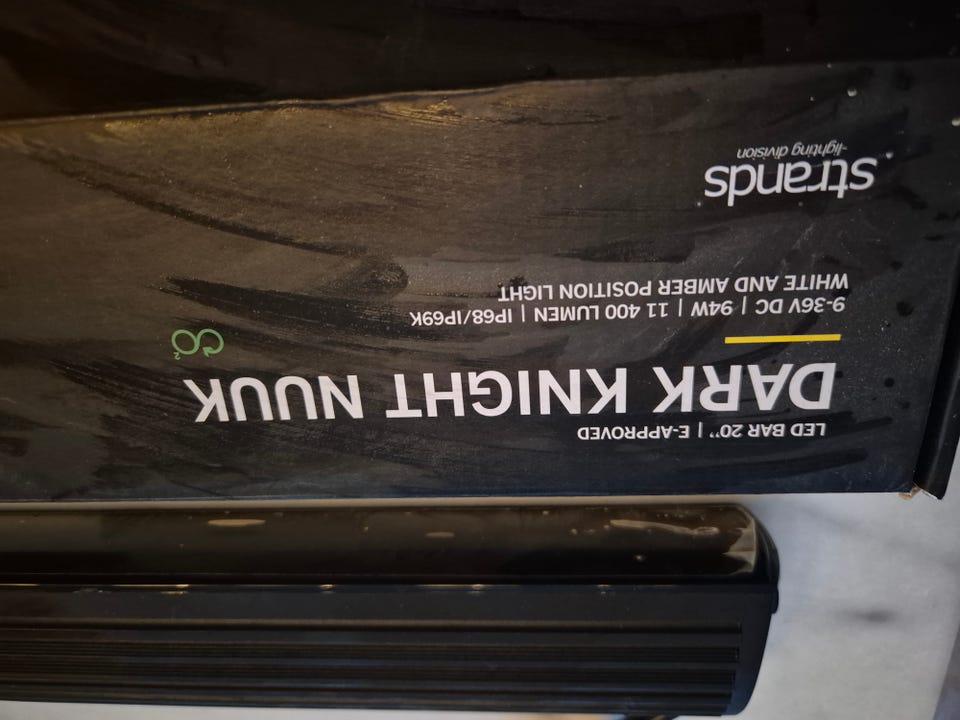 LED BAR 20" | E-APPROVED
DARK KNIGHT NUUK
9-36V DC | 94W | 11 400 LUMEN | IP68/IP69K
WHITE AND AMBER POSITION LIGHT
strands
-lighting division